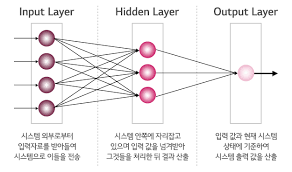 Input Layer
Hidden Layer
Output Layer
시스템 외부로부터
입력자료를 받아들여
시스템으로 이들을 전송
시스템 안쪽에 자리잡고
있으며 입력 값을 넘겨받아
그것들을 처리한 뒤 결과 산출
입력 값과 현재 시스템
상태에 기준하여
시스템 출력 값을 산출